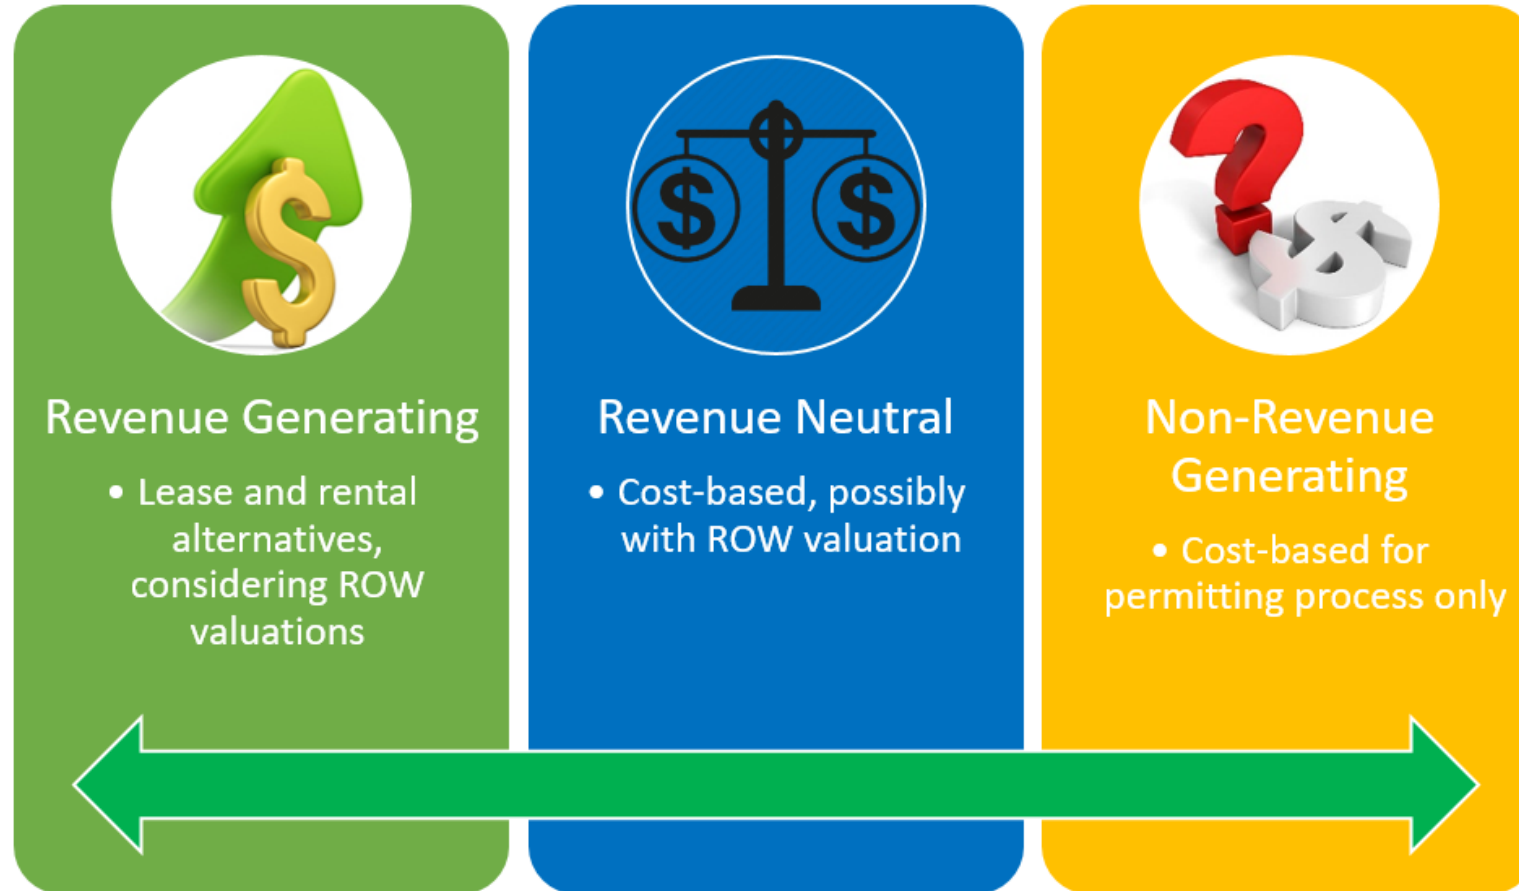 Revenue Generating
• Lease and rental
alternatives,
considering ROW
valuations
Revenue Neutral
• Cost-based, possibly
with ROW valuation
Non-Revenue
Generating
• Cost-based for
permitting process only